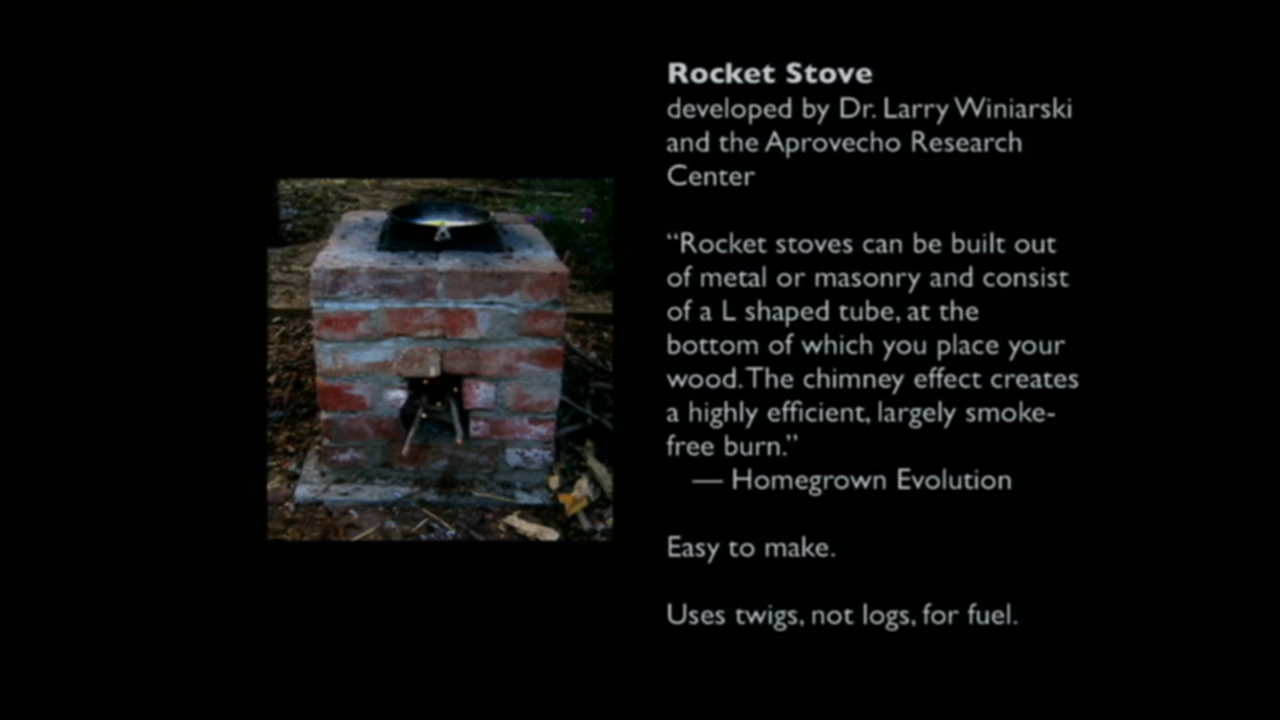 Rocket Stove
developed by Dr. Larry Winiarski
and the Aprovecho Research
Center
“Rocket stoves can be built out
of metal or masonry and consist
of a L shaped tube, at the
bottom of which you place your
wood. The chimney effect creates
a highly efficient, largely smoke-
free burn.”
— Homegrown Evolution
Easy to make.
Uses twigs, not logs, for fuel.